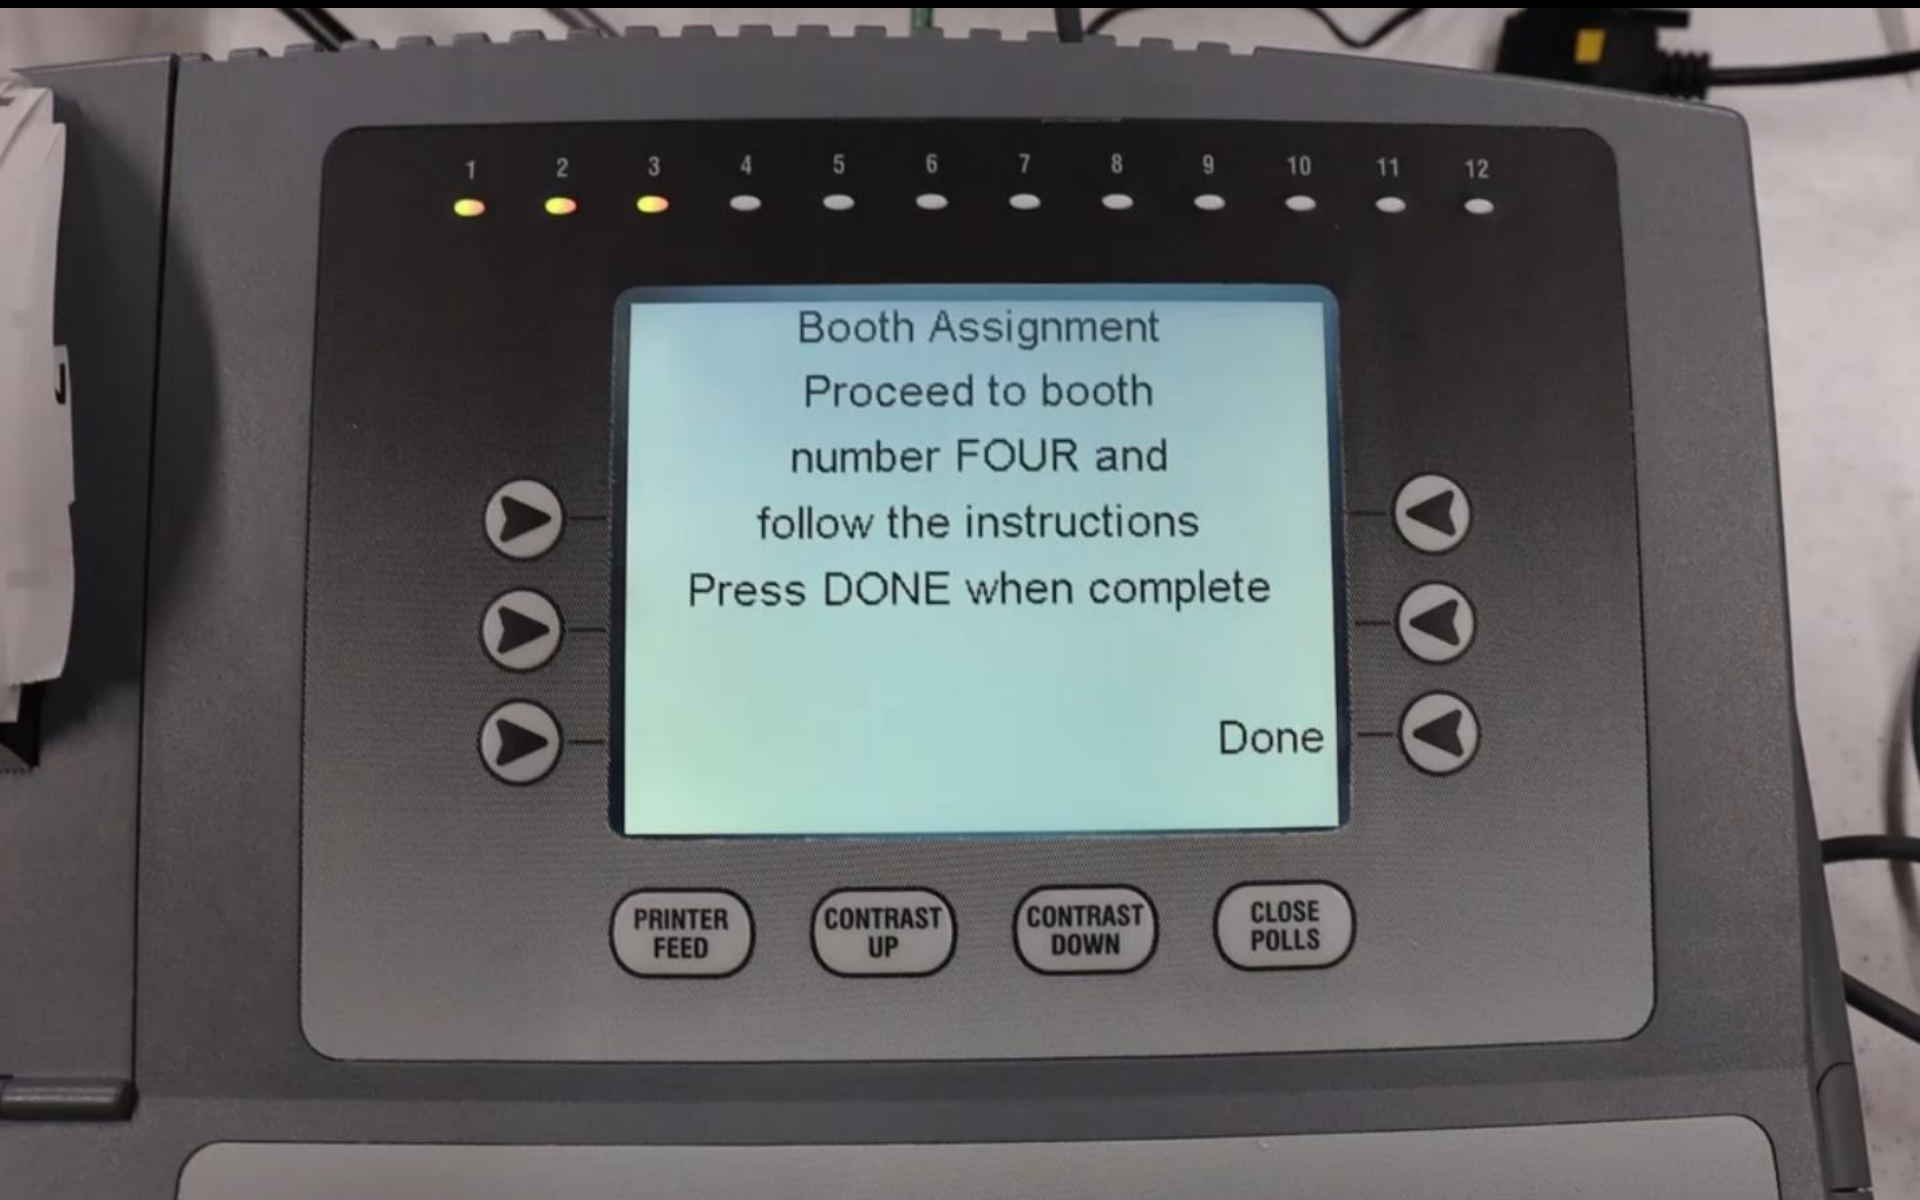 1 2 3 4 5 6 7 8 9 10 11 12
Booth Assignment
Proceed to booth
number FOUR and
follow the instructions
Press DONE when complete
Done
PRINTER
FEED
CONTRAST
UP
CONTRAST
DOWN
CLOSE
POLLS